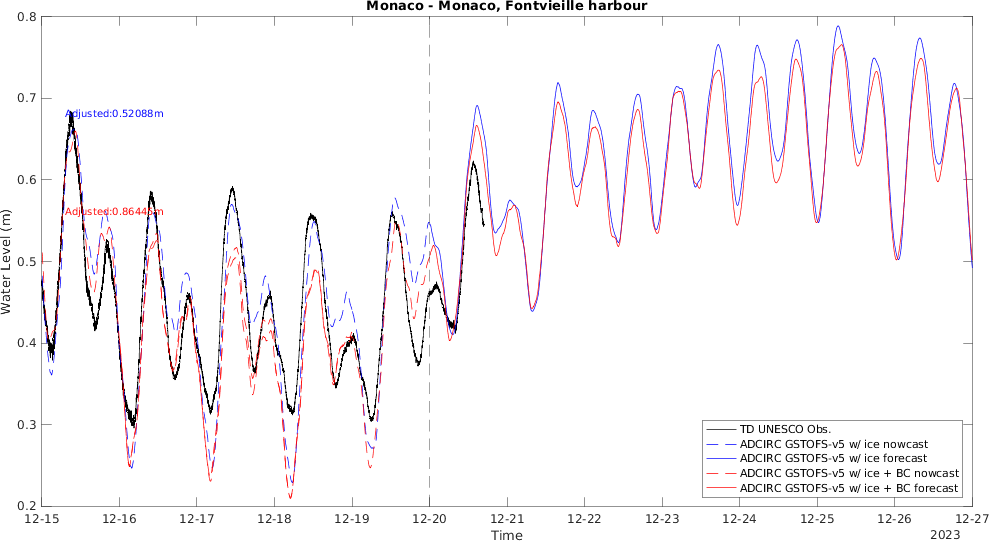 Monaco - Monaco, Fontvieille harbour
0.8
0.7
0.6
0.5
0.4
0.3
0.2
Water Level (m)
Adjusted:0.52088m
Adjusted:0.86445m
TD UNESCO Obs.
ADCIRC GSTOFS-v5 w/ ice nowcast
ADCIRC GSTOFS-v5 w/ ice forecast
ADCIRC GSTOFS-v5 w/ ice + BC nowcast
ADCIRC GSTOFS-v5 w/ ice + BC forecast
12-15 12-16 12-17 12-18 12-19 12-20 12-21 12-22 12-23 12-24 12-25 12-26 12-27
Time
2023